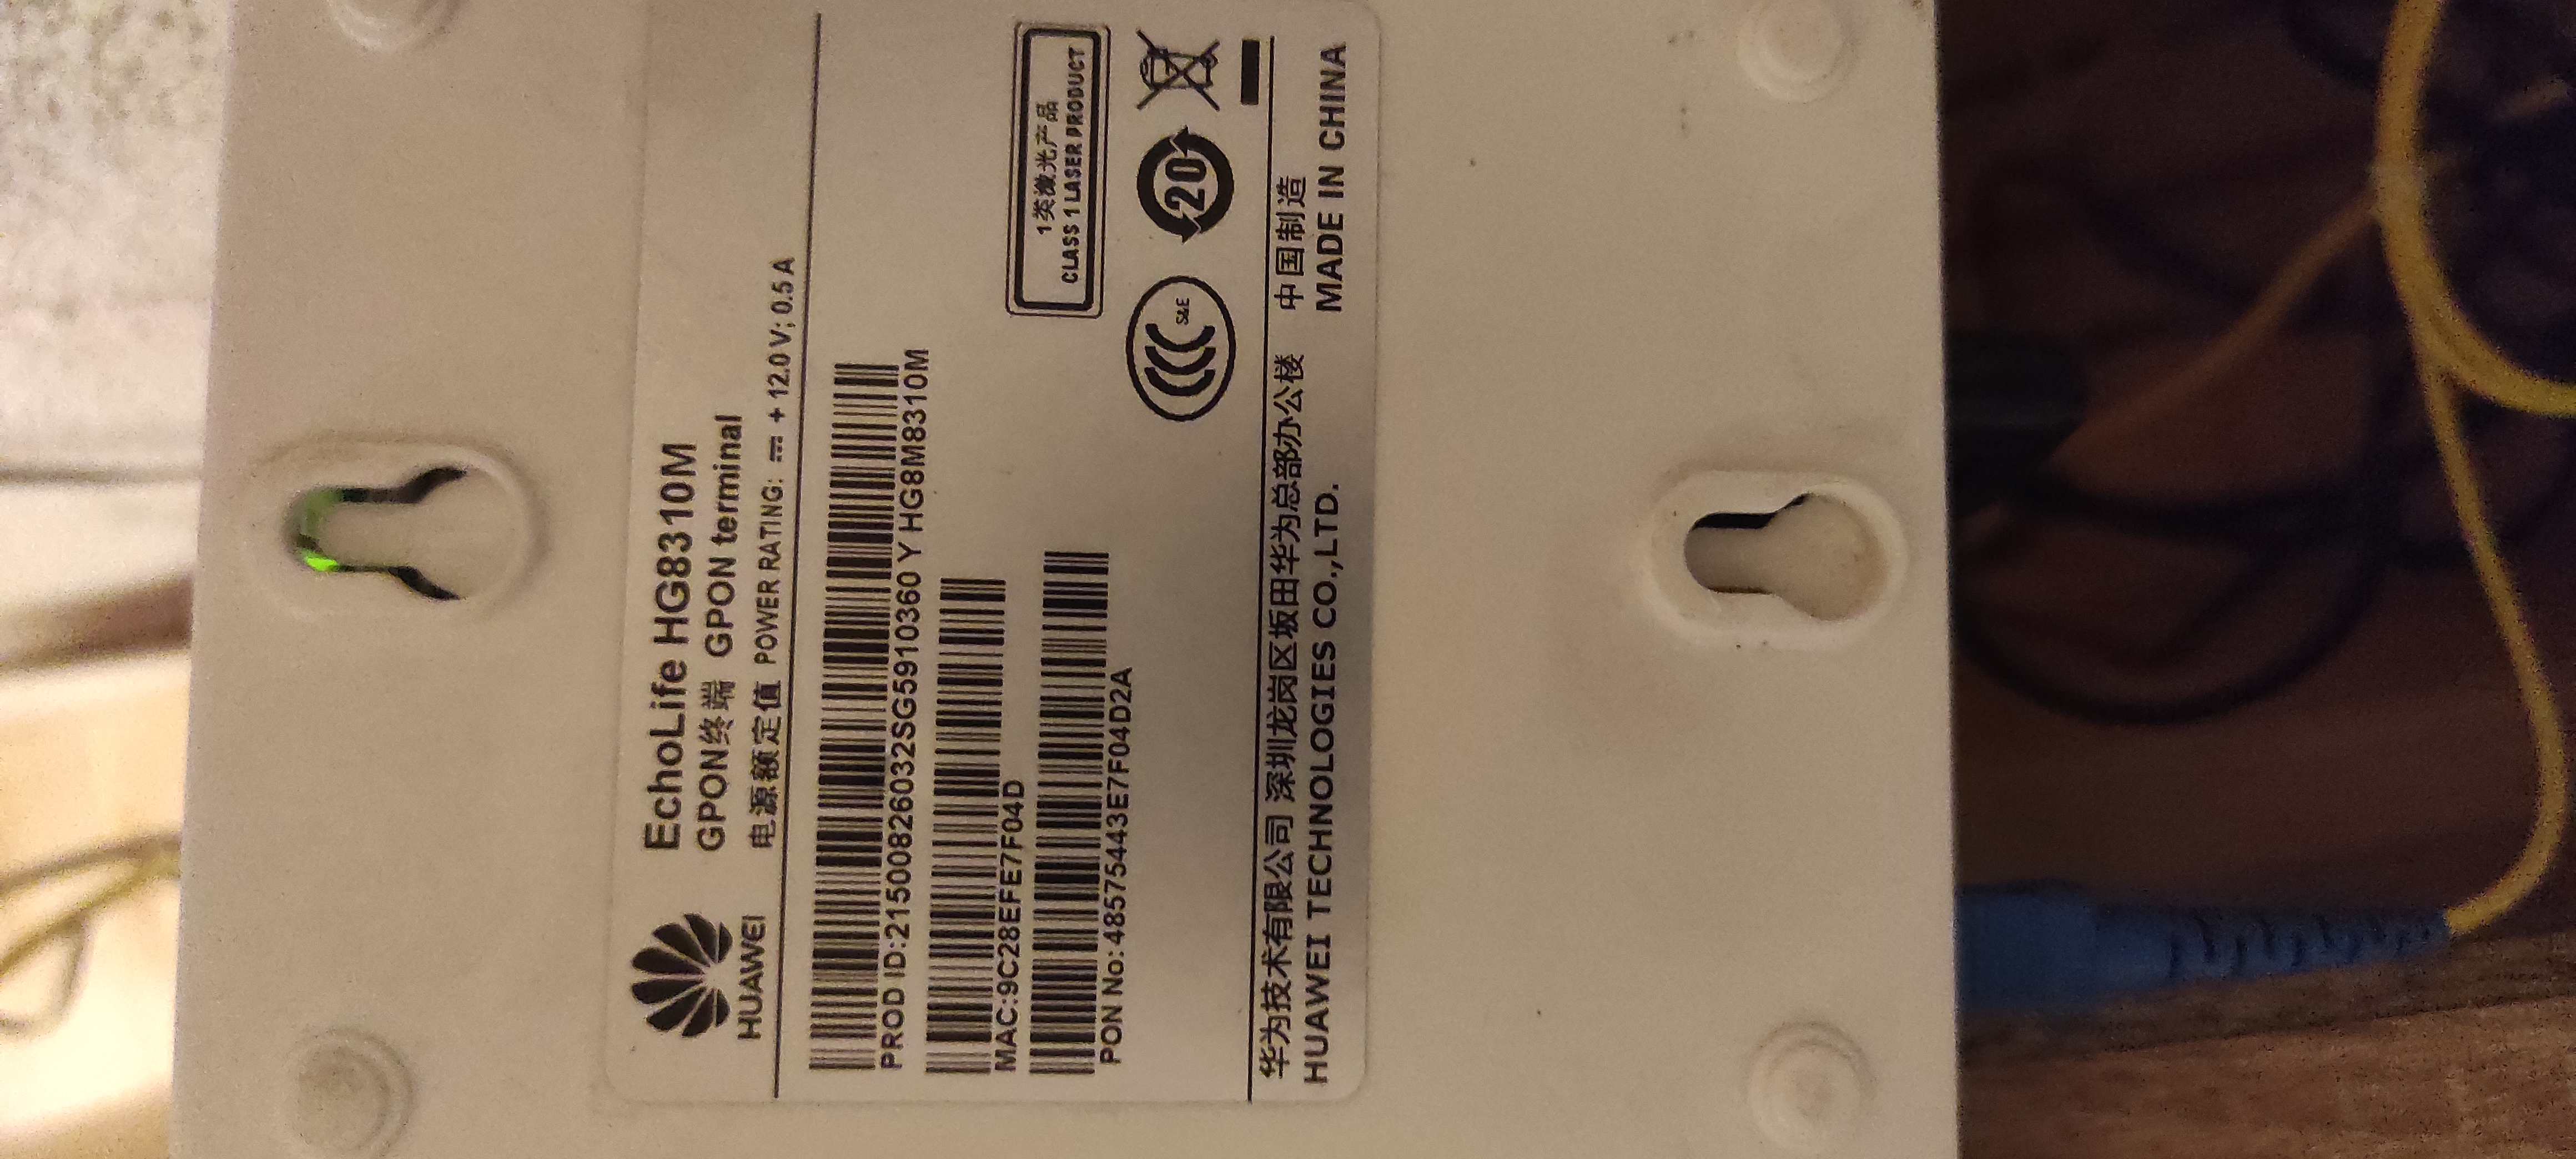 HUAWEI
EchoLife HG8310M
GPON终端 GPON terminal
电源额定值 POWER RATING: ⎓ + 12.0 V; 0.5 A
PROD ID:21500826032SG5910360 Y HG8M8310M
MAC:9C28EFE7F04D
PON No:48575443E7F04D2A
1类激光产品
CLASS 1 LASER PRODUCT
CCC S&E
20
华为技术有限公司 深圳龙岗区坂田华为总部办公楼 中国制造
HUAWEI TECHNOLOGIES CO.,LTD. MADE IN CHINA